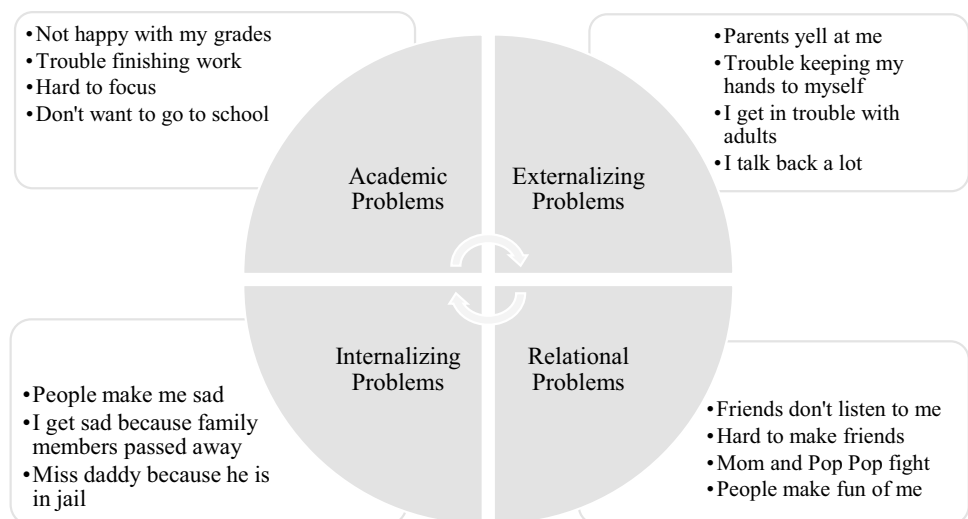 •Not happy with my grades
•Trouble finishing work
•Hard to focus
•Don't want to go to school
•Parents yell at me
•Trouble keeping my
hands to myself
•I get in trouble with
adults
•I talk back a lot
Academic
Problems
Externalizing
Problems
Internalizing
Problems
Relational
Problems
•People make me sad
•I get sad because family
members passed away
•Miss daddy because he is
in jail
•Friends don't listen to me
•Hard to make friends
•Mom and Pop Pop fight
•People make fun of me